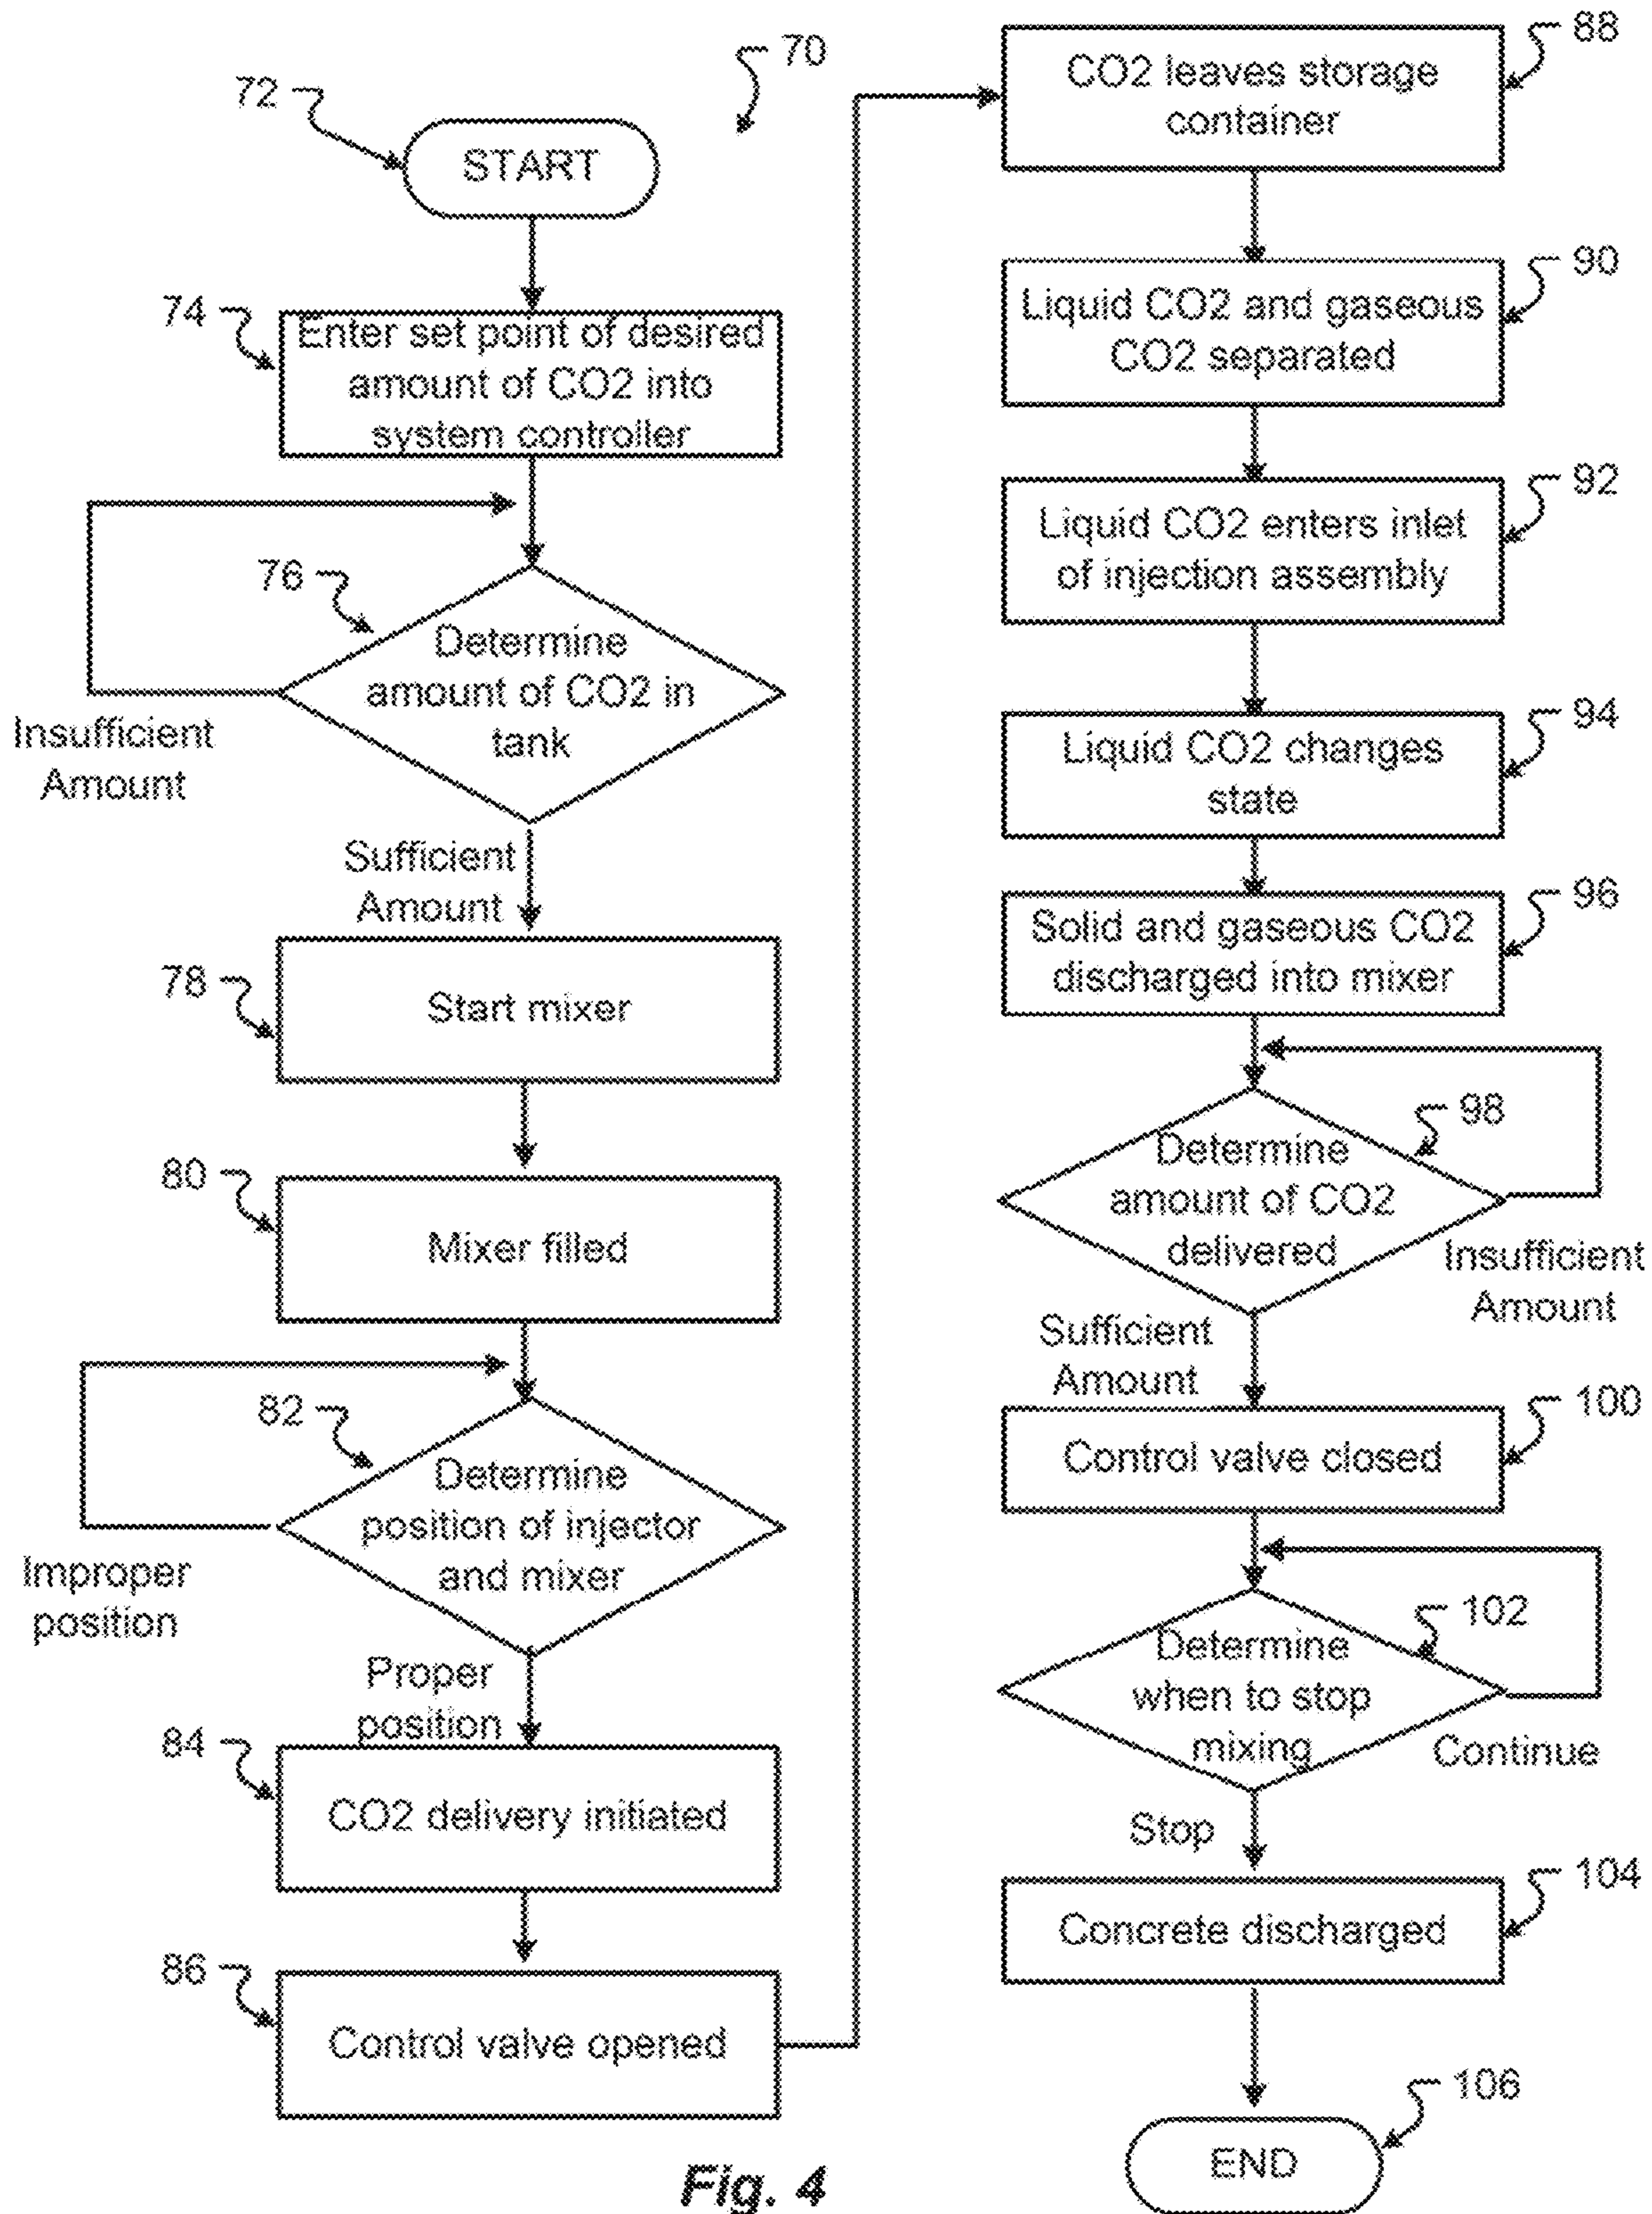 70
72
START
74
Enter set point of desired
amount of CO2 into
system controller
76
Determine
amount of CO2 in
tank
Insufficient
Amount
Sufficient
Amount
78
Start mixer
80
Mixer filled
82
Determine
position of injector
and mixer
Improper
position
Proper
position
84
CO2 delivery initiated
86
Control valve opened
88
CO2 leaves storage
container
90
Liquid CO2 and gaseous
CO2 separated
92
Liquid CO2 enters inlet
of injection assembly
94
Liquid CO2 changes
state
96
Solid and gaseous CO2
discharged into mixer
98
Determine
amount of CO2
delivered
Insufficient
Amount
Sufficient
Amount
100
Control valve closed
102
Determine
when to stop
mixing
Continue
Stop
104
Concrete discharged
106
END
Fig. 4